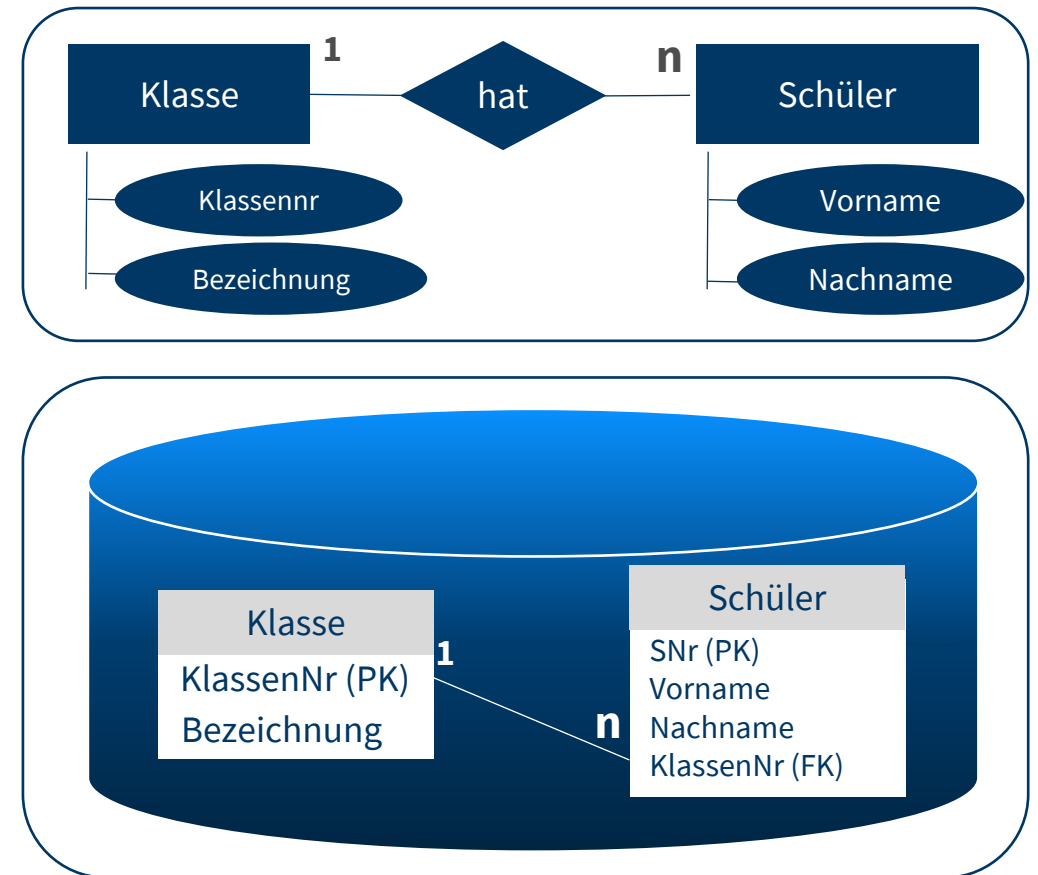 Klasse
1
hat
n
Schüler
Klassennr
Bezeichnung
Vorname
Nachname
Klasse
KlassenNr (PK)
Bezeichnung
1
n
Schüler
SNr (PK)
Vorname
Nachname
KlassenNr (FK)